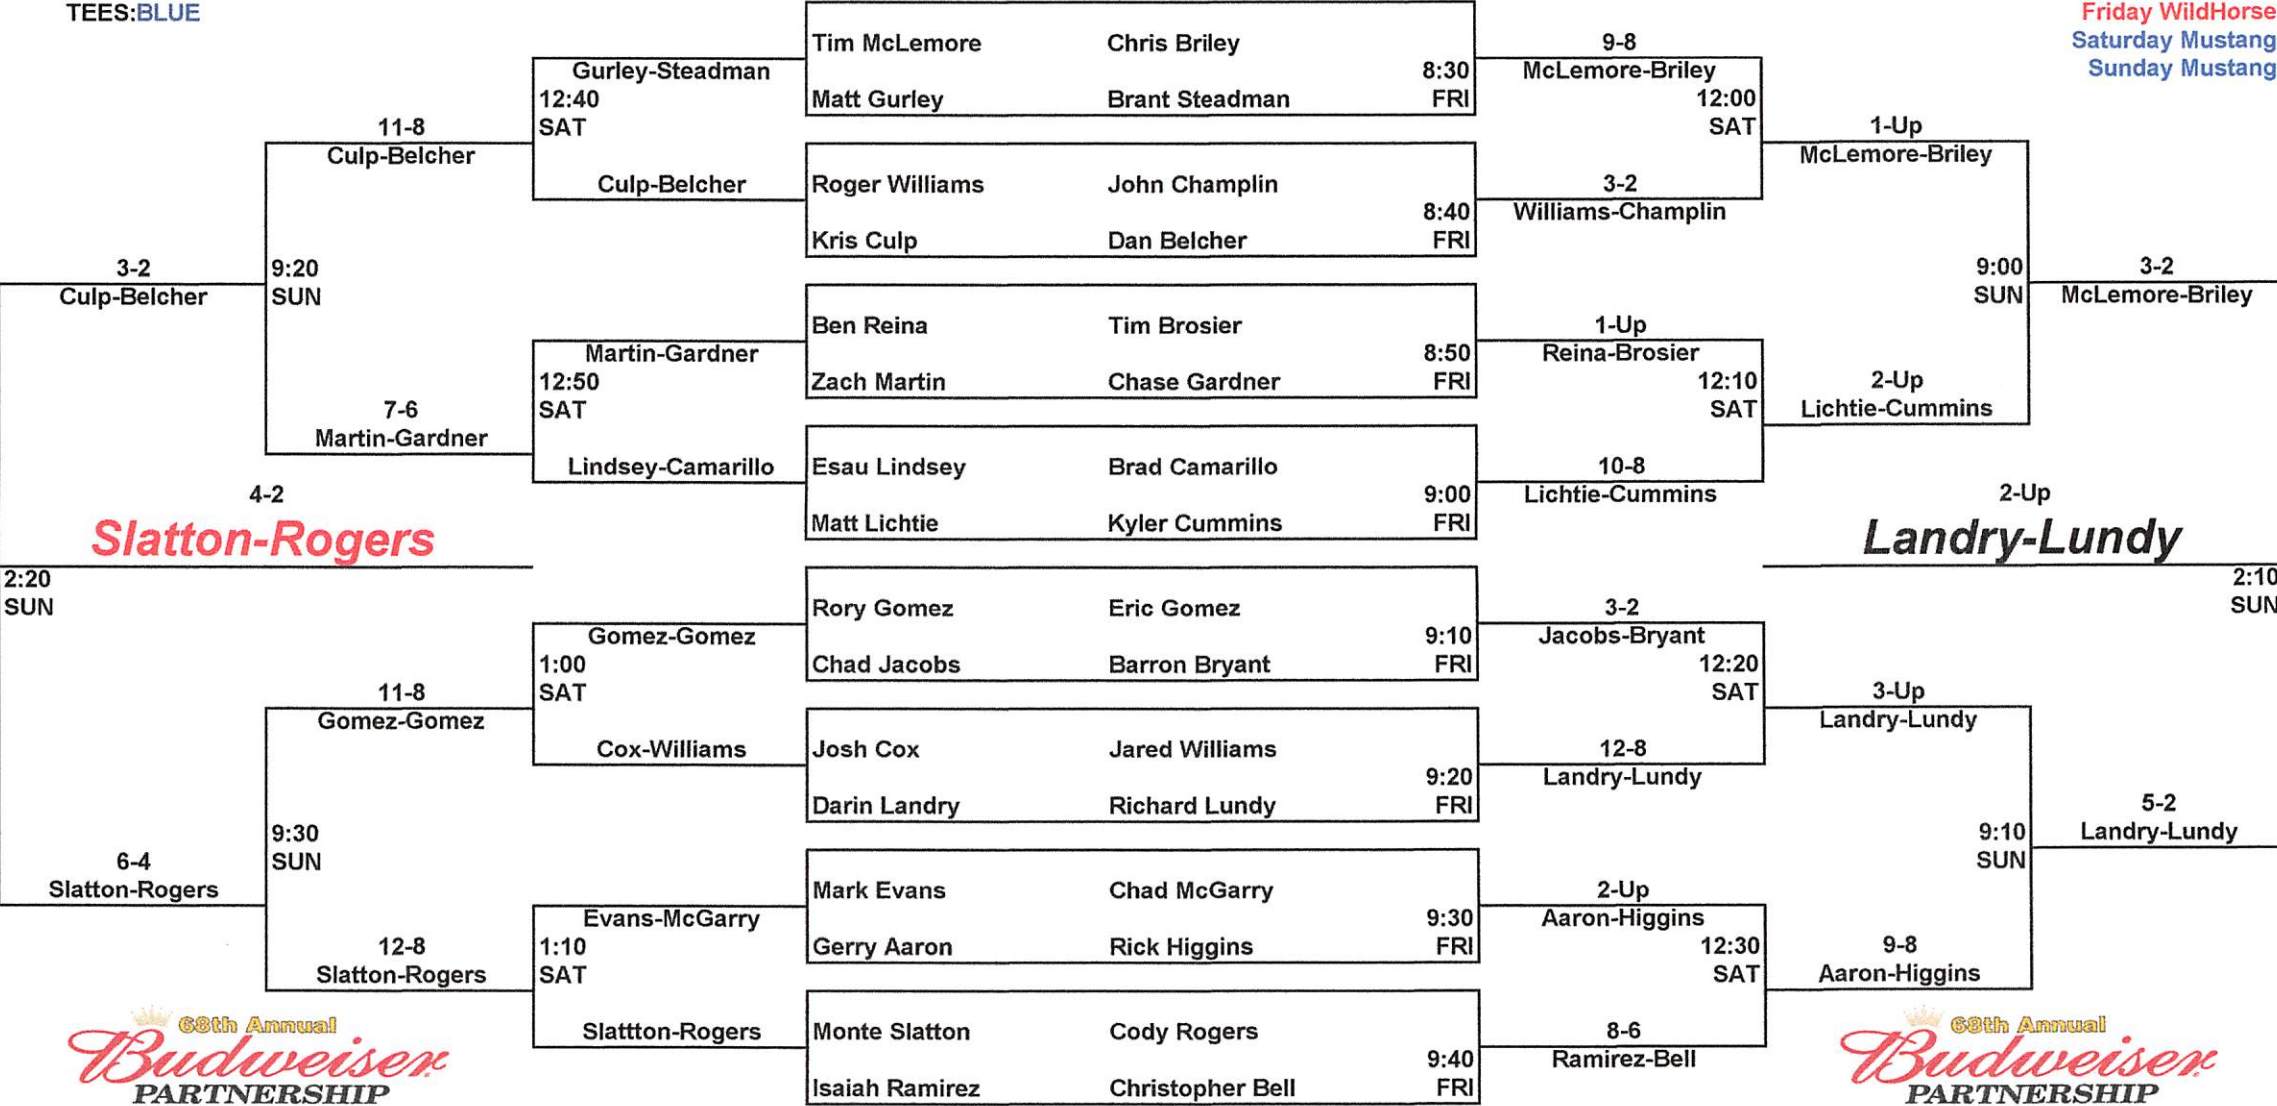 TEES:BLUE
Friday WildHorse
Saturday Mustang
Sunday Mustang
Tim McLemore Chris Briley
8:30
Matt Gurley Brant Steadman FRI
Roger Williams John Champlin
8:40
Kris Culp Dan Belcher FRI
Ben Reina Tim Brosier
8:50
Zach Martin Chase Gardner FRI
Esau Lindsey Brad Camarillo
9:00
Matt Lichtie Kyler Cummins FRI
Rory Gomez Eric Gomez
9:10
Chad Jacobs Barron Bryant FRI
Josh Cox Jared Williams
9:20
Darin Landry Richard Lundy FRI
Mark Evans Chad McGarry
9:30
Gerry Aaron Rick Higgins FRI
Monte Slatton Cody Rogers
9:40
Isaiah Ramirez Christopher Bell FRI
Gurley-Steadman
12:40
SAT
Culp-Belcher
Martin-Gardner
12:50
SAT
Lindsey-Camarillo
Gomez-Gomez
1:00
SAT
Cox-Williams
Evans-McGarry
1:10
SAT
Slattton-Rogers
11-8
Culp-Belcher
9:20
SUN
7-6
Martin-Gardner
11-8
Gomez-Gomez
9:30
SUN
12-8
Slatton-Rogers
3-2
Culp-Belcher
4-2
Slatton-Rogers
2:20
SUN
6-4
Slatton-Rogers
9-8
McLemore-Briley
12:00
SAT
3-2
Williams-Champlin
1-Up
Reina-Brosier
12:10
SAT
10-8
Lichtie-Cummins
3-2
Jacobs-Bryant
12:20
SAT
12-8
Landry-Lundy
2-Up
Aaron-Higgins
12:30
SAT
8-6
Ramirez-Bell
1-Up
McLemore-Briley
9:00
SUN
2-Up
Lichtie-Cummins
3-Up
Landry-Lundy
9:10
SUN
9-8
Aaron-Higgins
3-2
McLemore-Briley
2-Up
Landry-Lundy
2:10
SUN
5-2
Landry-Lundy
68th Annual
Budweiser
PARTNERSHIP
68th Annual
Budweiser
PARTNERSHIP